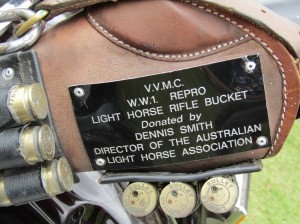 V.V.M.C.
W.W.1. REPRO
LIGHT HORSE RIFLE BUCKET
Donated by
DENNIS SMITH
DIRECTOR OF THE AUSTRALIAN
LIGHT HORSE ASSOCIATION